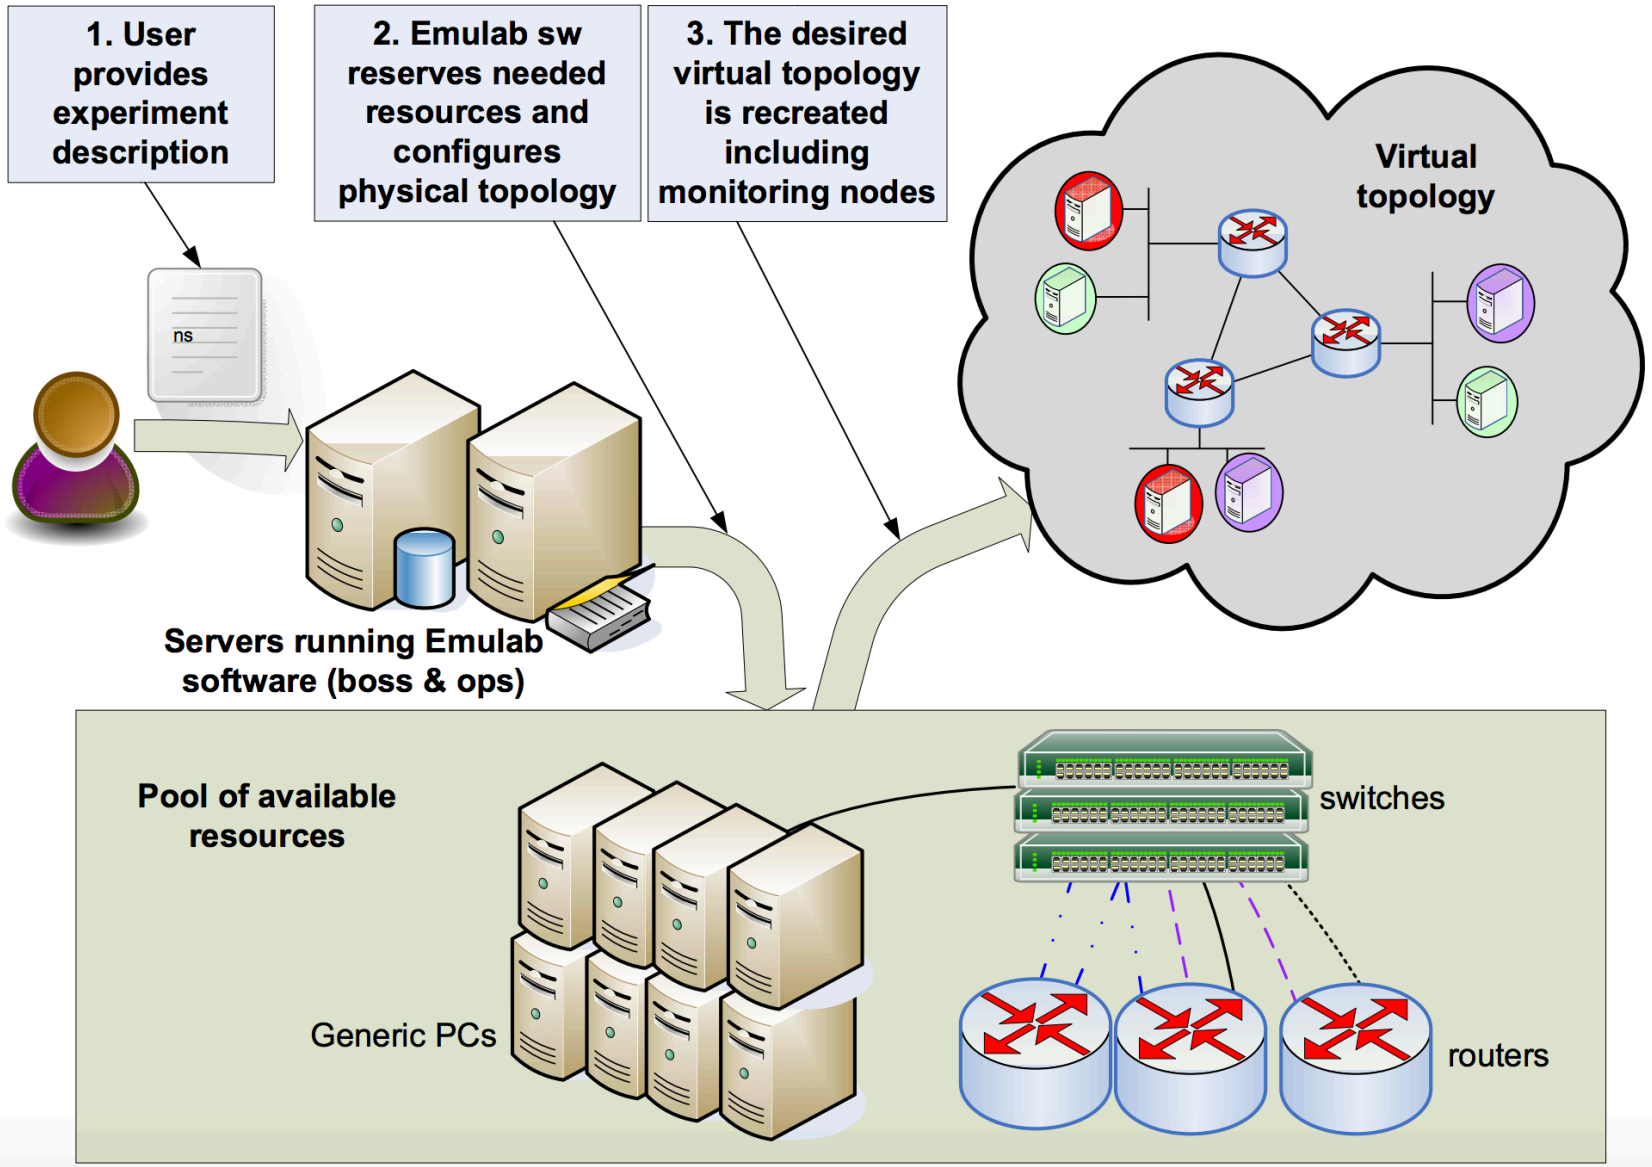 1. User
provides
experiment
description
2. Emulab sw
reserves needed
resources and
configures
physical topology
3. The desired
virtual topology
is recreated
including
monitoring nodes
Virtual
topology
ns
Servers running Emulab
software (boss & ops)
Pool of available
resources
switches
Generic PCs
routers